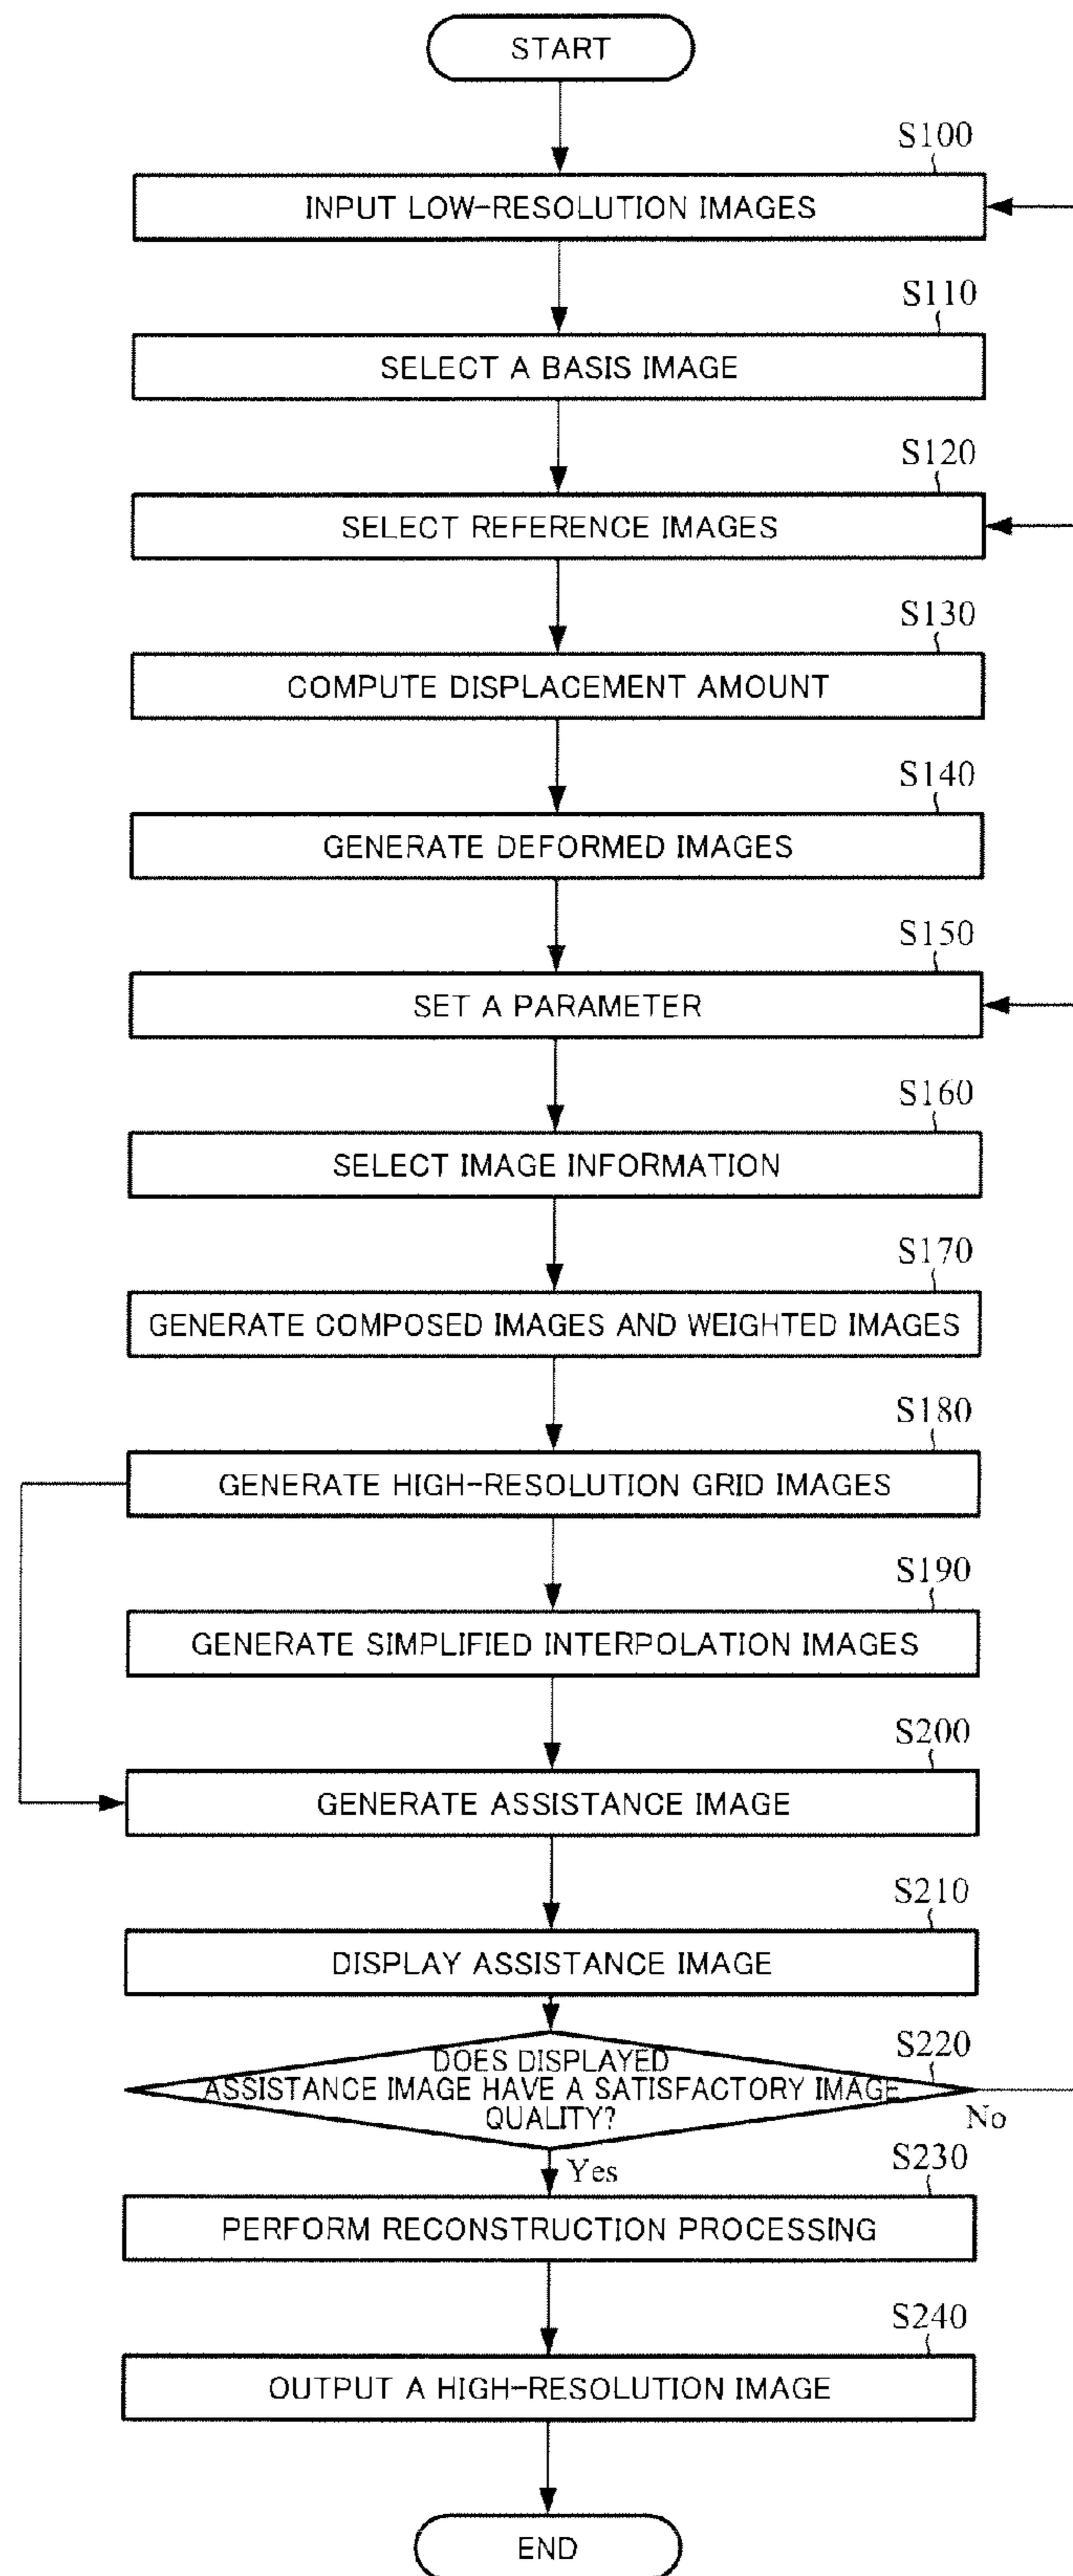 START
S100
INPUT LOW-RESOLUTION IMAGES
S110
SELECT A BASIS IMAGE
S120
SELECT REFERENCE IMAGES
S130
COMPUTE DISPLACEMENT AMOUNT
S140
GENERATE DEFORMED IMAGES
S150
SET A PARAMETER
S160
SELECT IMAGE INFORMATION
S170
GENERATE COMPOSED IMAGES AND WEIGHTED IMAGES
S180
GENERATE HIGH-RESOLUTION GRID IMAGES
S190
GENERATE SIMPLIFIED INTERPOLATION IMAGES
S200
GENERATE ASSISTANCE IMAGE
S210
DISPLAY ASSISTANCE IMAGE
S220
DOES DISPLAYED
ASSISTANCE IMAGE HAVE A SATISFACTORY IMAGE
QUALITY?
No
Yes
S230
PERFORM RECONSTRUCTION PROCESSING
S240
OUTPUT A HIGH-RESOLUTION IMAGE
END